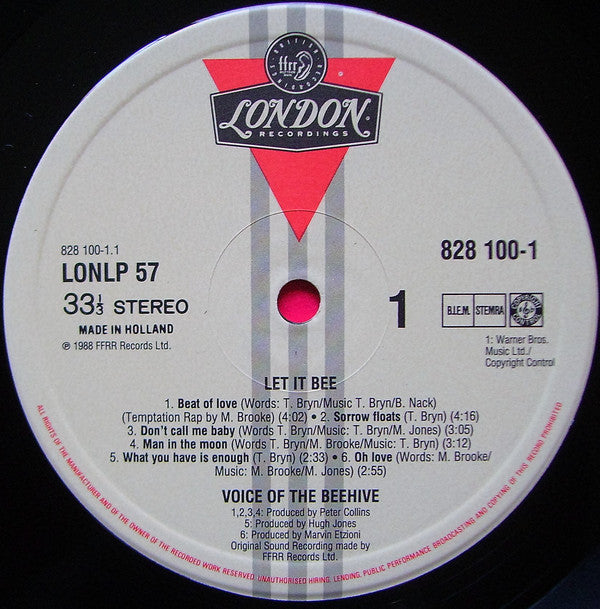 ffrr
LONDON
RECORDINGS
828 100-1.1
LONLP 57
33⅓ STEREO
MADE IN HOLLAND
℗ 1988 FFRR Records Ltd.
828 100-1
1
B.I.E.M. STEMRA
COPYRIGHT CONTROL
1: Warner Bros.
Music Ltd./
Copyright Control
LET IT BEE
1. Beat of love (Words: T. Bryn/Music T. Bryn/B. Nack)
(Temptation Rap by M. Brooke) (4:02) • 2. Sorrow floats (T. Bryn) (4:16)
3. Don't call me baby (Words T. Bryn/Music: T. Bryn/M. Jones) (3:05)
4. Man in the moon (Words T. Bryn/M. Brooke/Music: T. Bryn) (3:12)
5. What you have is enough (T. Bryn) (2:33) • 6. Oh love (Words: M. Brooke/
Music: M. Brooke/M. Jones) (2:55)
VOICE OF THE BEEHIVE
1,2,3,4: Produced by Peter Collins
5: Produced by Hugh Jones
6: Produced by Marvin Etzioni
Original Sound Recording made by
FFRR Records Ltd.
ALL RIGHTS OF THE MANUFACTURER AND OF THE OWNER OF THE RECORDED WORK RESERVED. UNAUTHORISED HIRING, LENDING, PUBLIC PERFORMANCE BROADCASTING AND COPYING OF THIS RECORD PROHIBITED